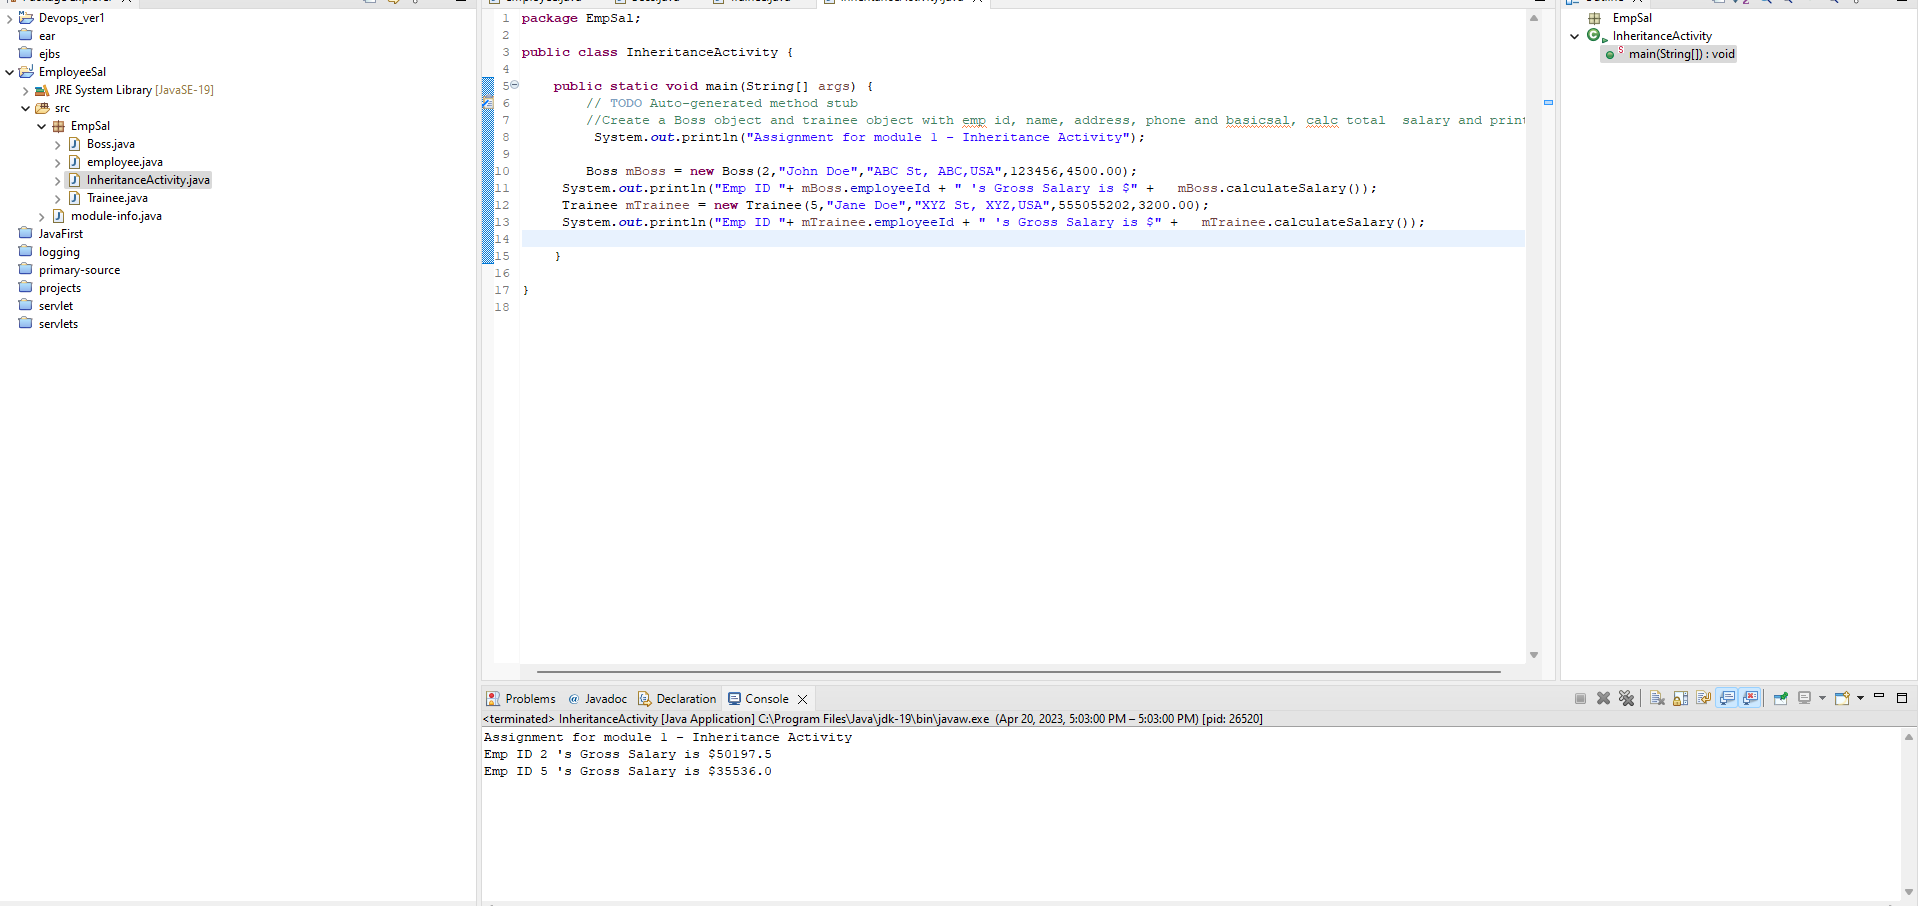 Devops_ver1
ear
ejbs
EmployeeSal
JRE System Library [JavaSE-19]
src
EmpSal
Boss.java
employee.java
InheritanceActivity.java
Trainee.java
module-info.java
JavaFirst
logging
primary-source
projects
servlet
servlets
1 package EmpSal;
2
3 public class InheritanceActivity {
4
5 public static void main(String[] args) {
6 // TODO Auto-generated method stub
7 //Create a Boss object and trainee object with emp id, name, address, phone and basicsal, calc total  salary and print
8 System.out.println("Assignment for module 1 - Inheritance Activity");
9
10 Boss mBoss = new Boss(2,"John Doe","ABC St, ABC,USA",123456,4500.00);
11 System.out.println("Emp ID "+ mBoss.employeeId + " 's Gross Salary is $" +   mBoss.calculateSalary());
12 Trainee mTrainee = new Trainee(5,"Jane Doe","XYZ St, XYZ,USA",555055202,3200.00);
13 System.out.println("Emp ID "+ mTrainee.employeeId + " 's Gross Salary is $" +   mTrainee.calculateSalary());
14
15 }
16
17 }
18
EmpSal
InheritanceActivity
main(String[]) : void
Problems @ Javadoc Declaration Console
<terminated> InheritanceActivity [Java Application] C:\Program Files\Java\jdk-19\bin\javaw.exe (Apr 20, 2023, 5:03:00 PM – 5:03:00 PM) [pid: 26520]
Assignment for module 1 - Inheritance Activity
Emp ID 2 's Gross Salary is $50197.5
Emp ID 5 's Gross Salary is $35536.0